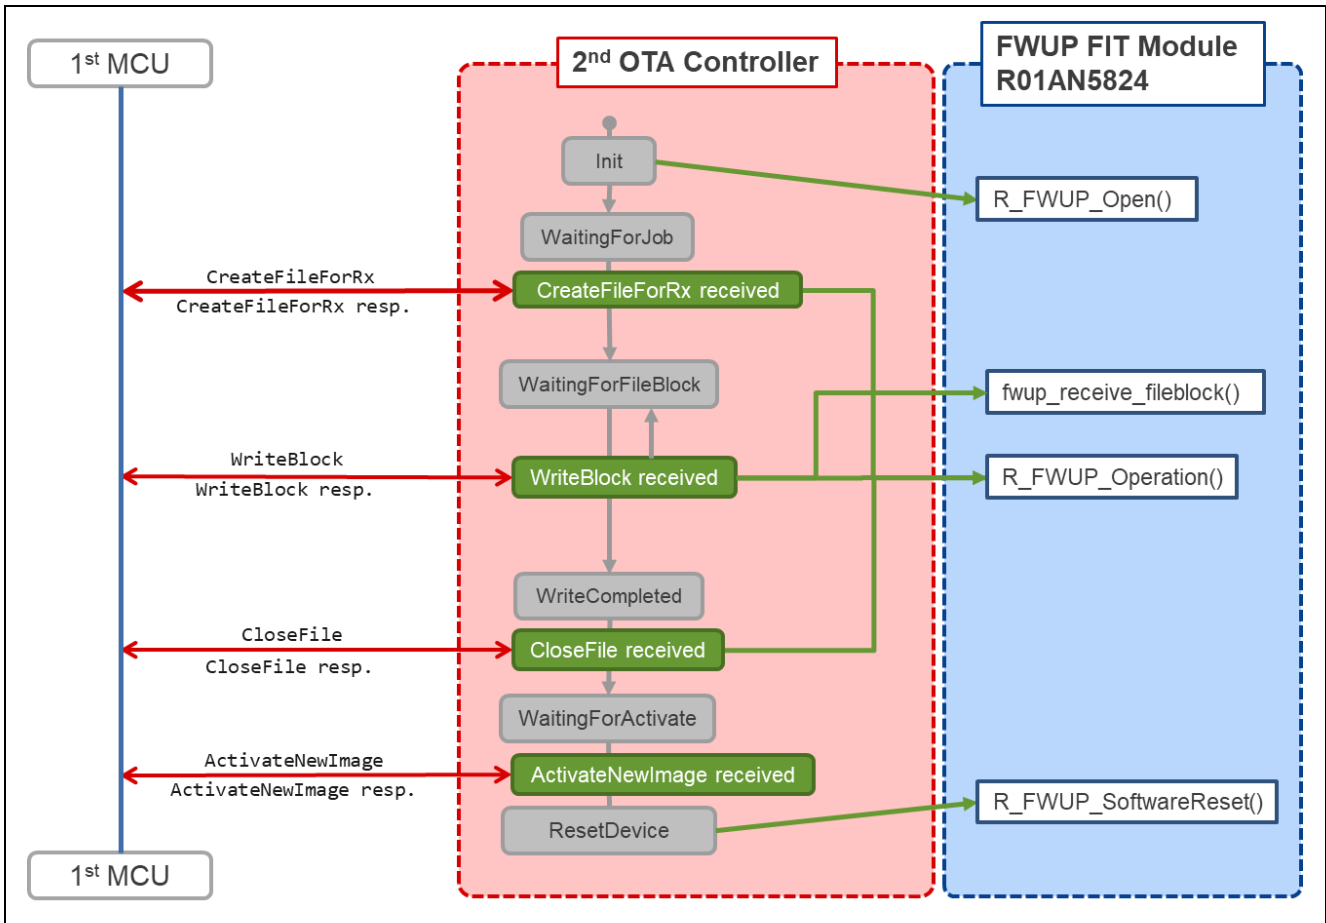 1st MCU
2nd OTA Controller
FWUP FIT Module
R01AN5824
Init
R_FWUP_Open()
WaitingForJob
CreateFileForRx
CreateFileForRx resp.
CreateFileForRx received
WaitingForFileBlock
fwup_receive_fileblock()
WriteBlock
WriteBlock resp.
WriteBlock received
R_FWUP_Operation()
WriteCompleted
CloseFile
CloseFile resp.
CloseFile received
WaitingForActivate
ActivateNewImage
ActivateNewImage resp.
ActivateNewImage received
R_FWUP_SoftwareReset()
ResetDevice
1st MCU